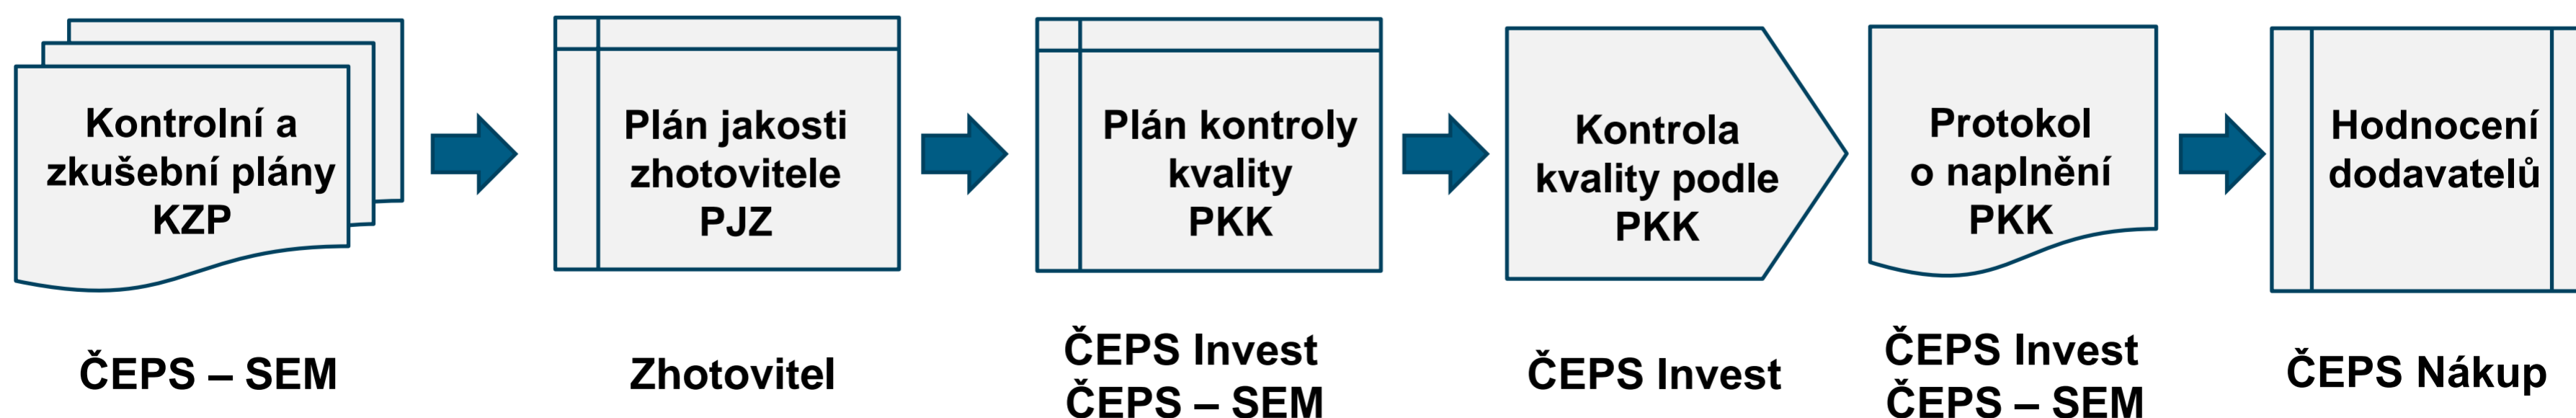 Kontrolní a
zkušební plány
KZP
Plán jakosti
zhotovitele
PJZ
Plán kontroly
kvality
PKK
Kontrola
kvality podle
PKK
Protokol
o naplnění
PKK
Hodnocení
dodavatelů
ČEPS – SEM
Zhotovitel
ČEPS Invest
ČEPS – SEM
ČEPS Invest
ČEPS Invest
ČEPS – SEM
ČEPS Nákup